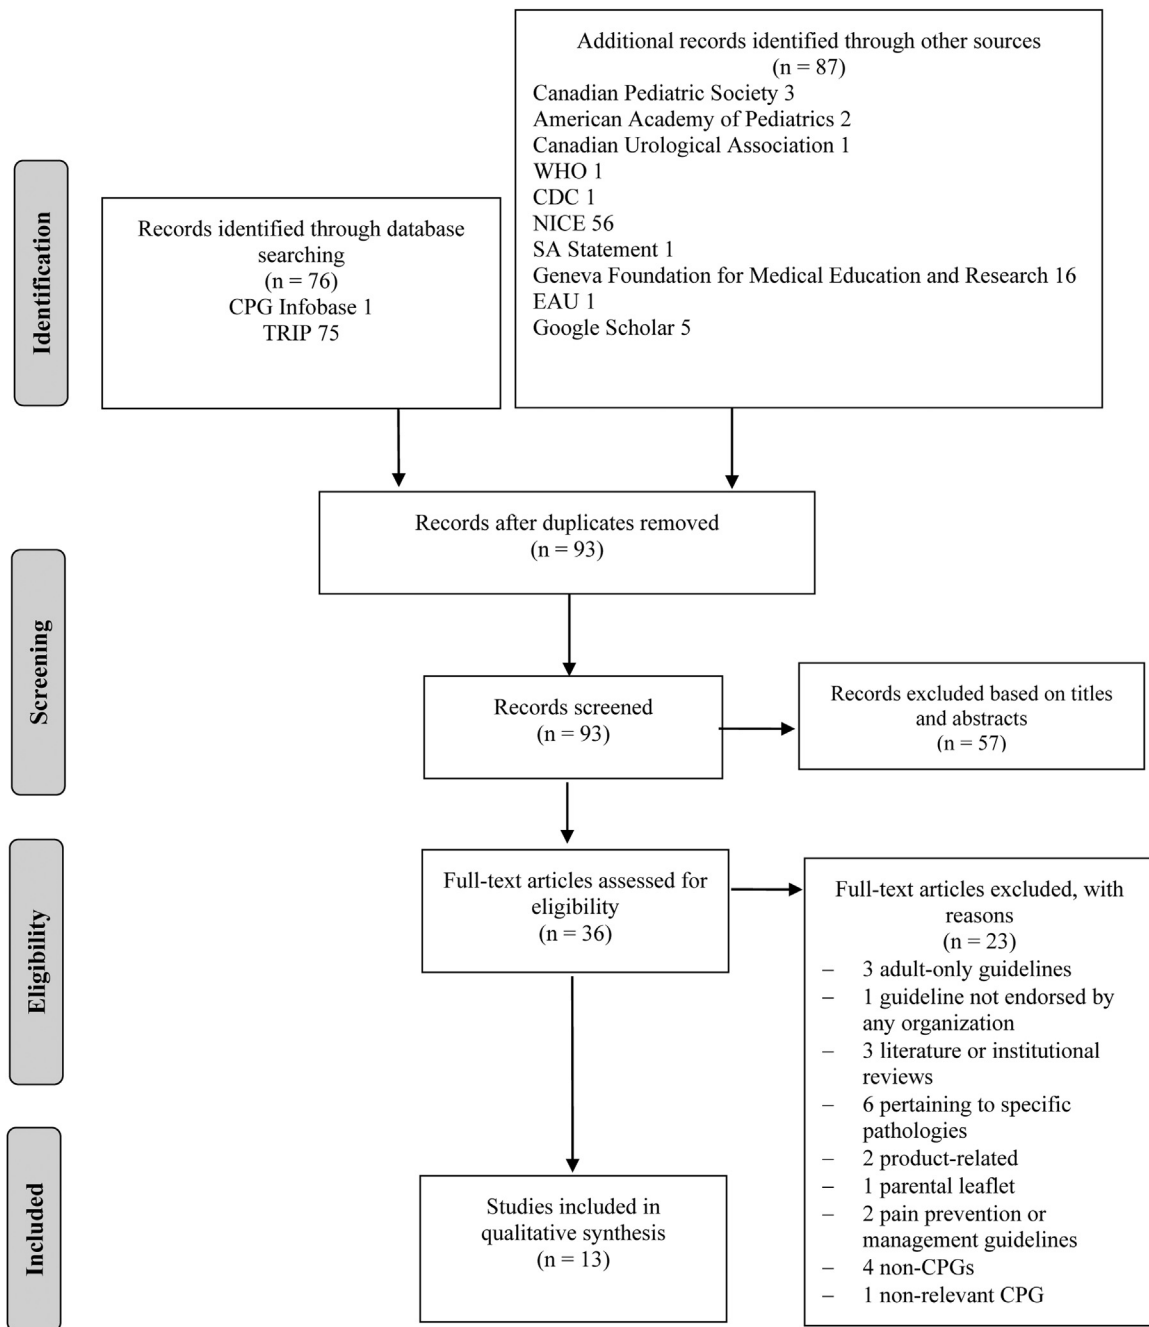 Identification
Records identified through database
searching
(n = 76)
CPG Infobase 1
TRIP 75
Additional records identified through other sources
(n = 87)
Canadian Pediatric Society 3
American Academy of Pediatrics 2
Canadian Urological Association 1
WHO 1
CDC 1
NICE 56
SA Statement 1
Geneva Foundation for Medical Education and Research 16
EAU 1
Google Scholar 5
Records after duplicates removed
(n = 93)
Screening
Records screened
(n = 93)
Records excluded based on titles
and abstracts
(n = 57)
Eligibility
Full-text articles assessed for
eligibility
(n = 36)
Full-text articles excluded, with
reasons
(n = 23)
– 3 adult-only guidelines
– 1 guideline not endorsed by
any organization
– 3 literature or institutional
reviews
– 6 pertaining to specific
pathologies
– 2 product-related
– 1 parental leaflet
– 2 pain prevention or
management guidelines
– 4 non-CPGs
– 1 non-relevant CPG
Included
Studies included in
qualitative synthesis
(n = 13)